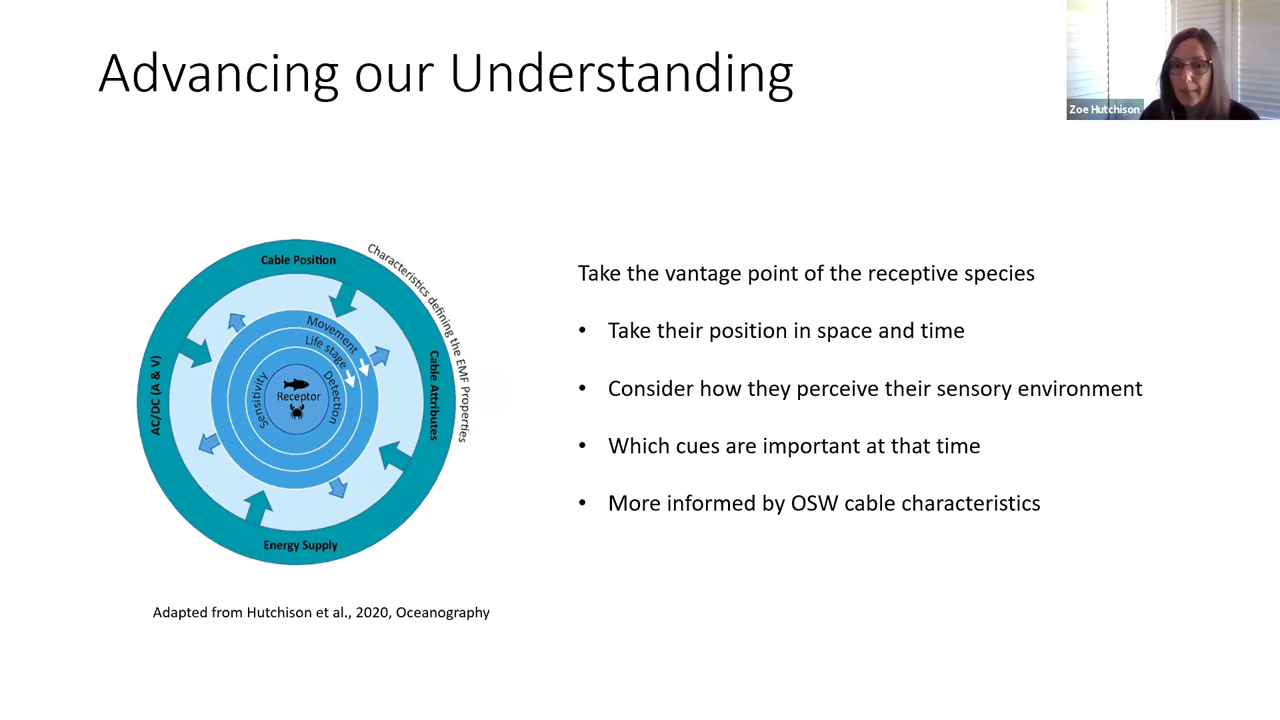 Advancing our Understanding
Zoe Hutchison
Cable Position
Characteristics defining the EMF Properties
AC/DC (A & V)
Cable Attributes
Energy Supply
Movement
Life stage
Sensitivity
Detection
Receptor
Take the vantage point of the receptive species
• Take their position in space and time
• Consider how they perceive their sensory environment
• Which cues are important at that time
• More informed by OSW cable characteristics
Adapted from Hutchison et al., 2020, Oceanography